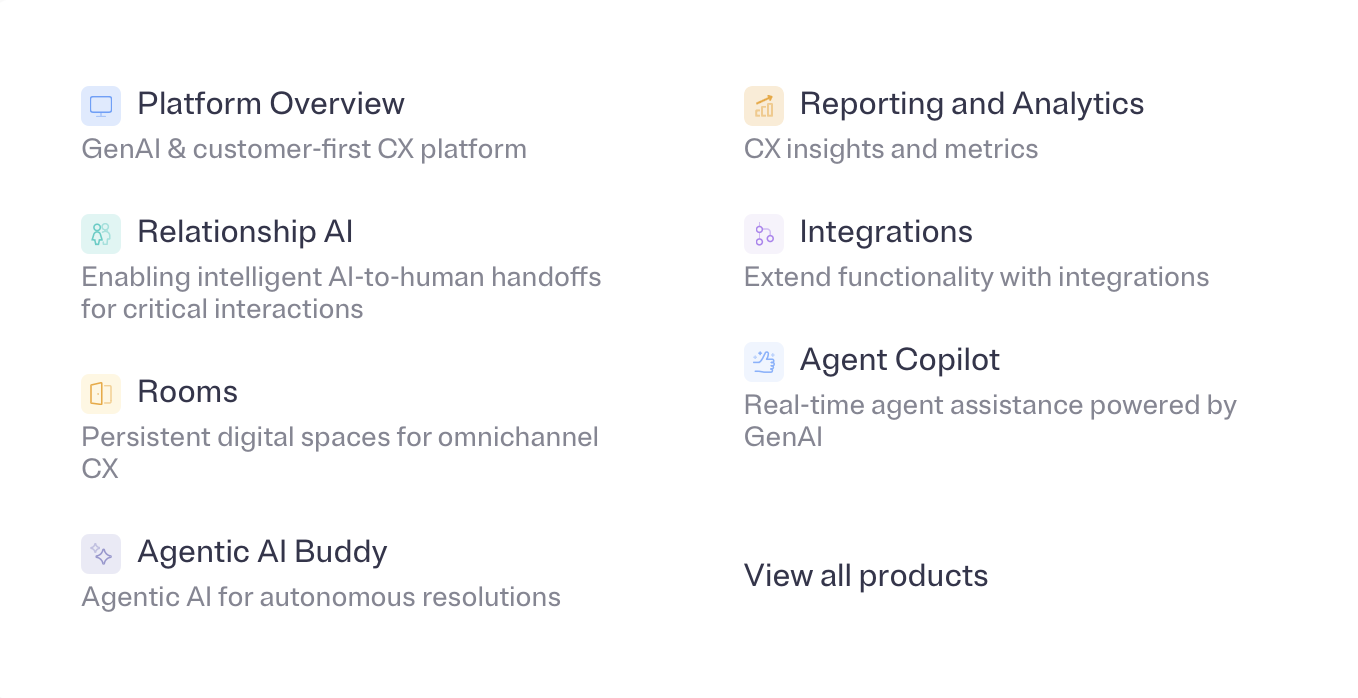 Platform Overview
GenAI & customer-first CX platform
Relationship AI
Enabling intelligent AI-to-human handoffs
for critical interactions
Rooms
Persistent digital spaces for omnichannel
CX
Agentic AI Buddy
Agentic AI for autonomous resolutions
Reporting and Analytics
CX insights and metrics
Integrations
Extend functionality with integrations
Agent Copilot
Real-time agent assistance powered by
GenAI
View all products